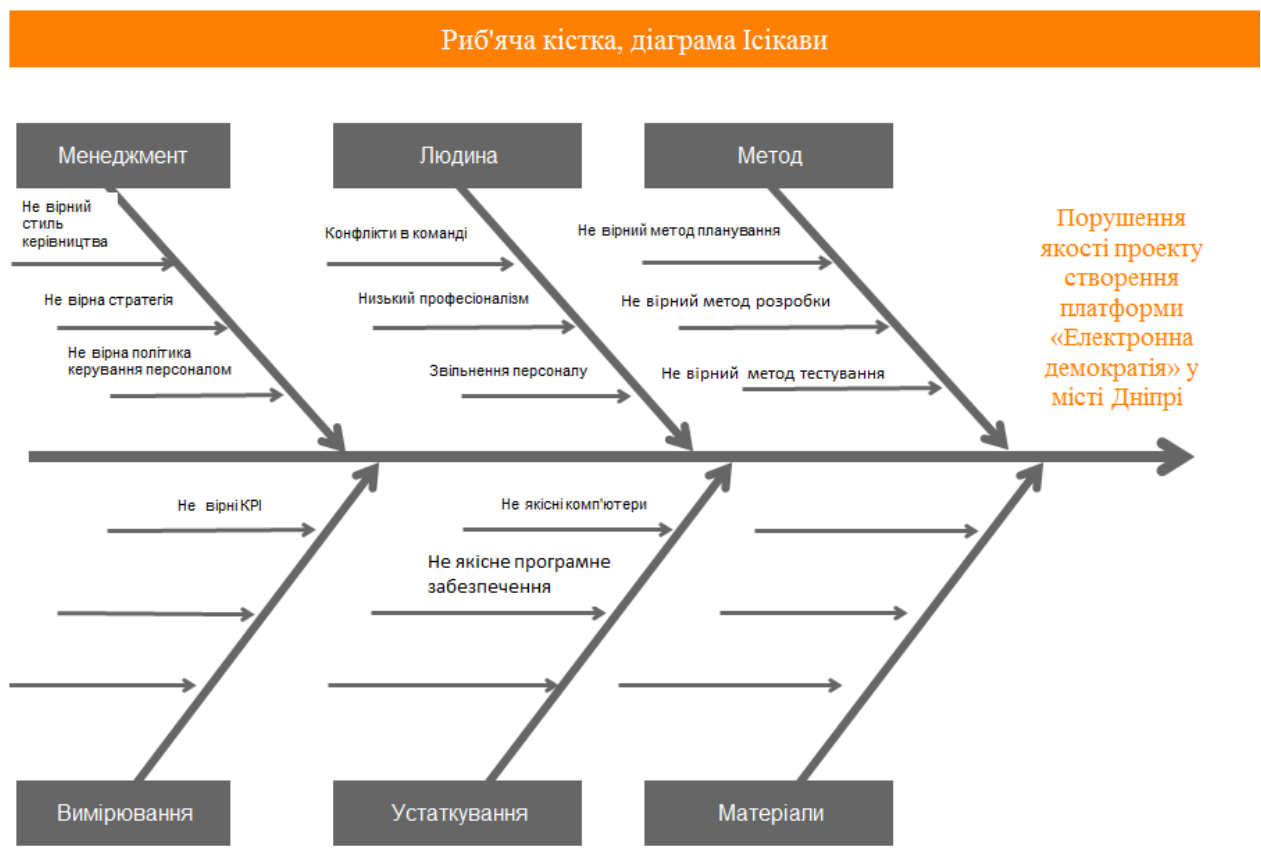 Риб'яча кістка, діаграма Ісікави
Менеджмент
Людина
Метод
Не вірний
стиль
керівництва
Не вірна стратегія
Не вірна політика
керування персоналом
Конфлікти в команді
Низький професіоналізм
Звільнення персоналу
Не вірний метод планування
Не вірний метод розробки
Не вірний метод тестування
Порушення
якості проекту
створення
платформи
«Електронна
демократія» у
місті Дніпрі
Не вірні KPI
Не якісні комп'ютери
Не якісне програмне
забезпечення
Вимірювання
Устаткування
Матеріали